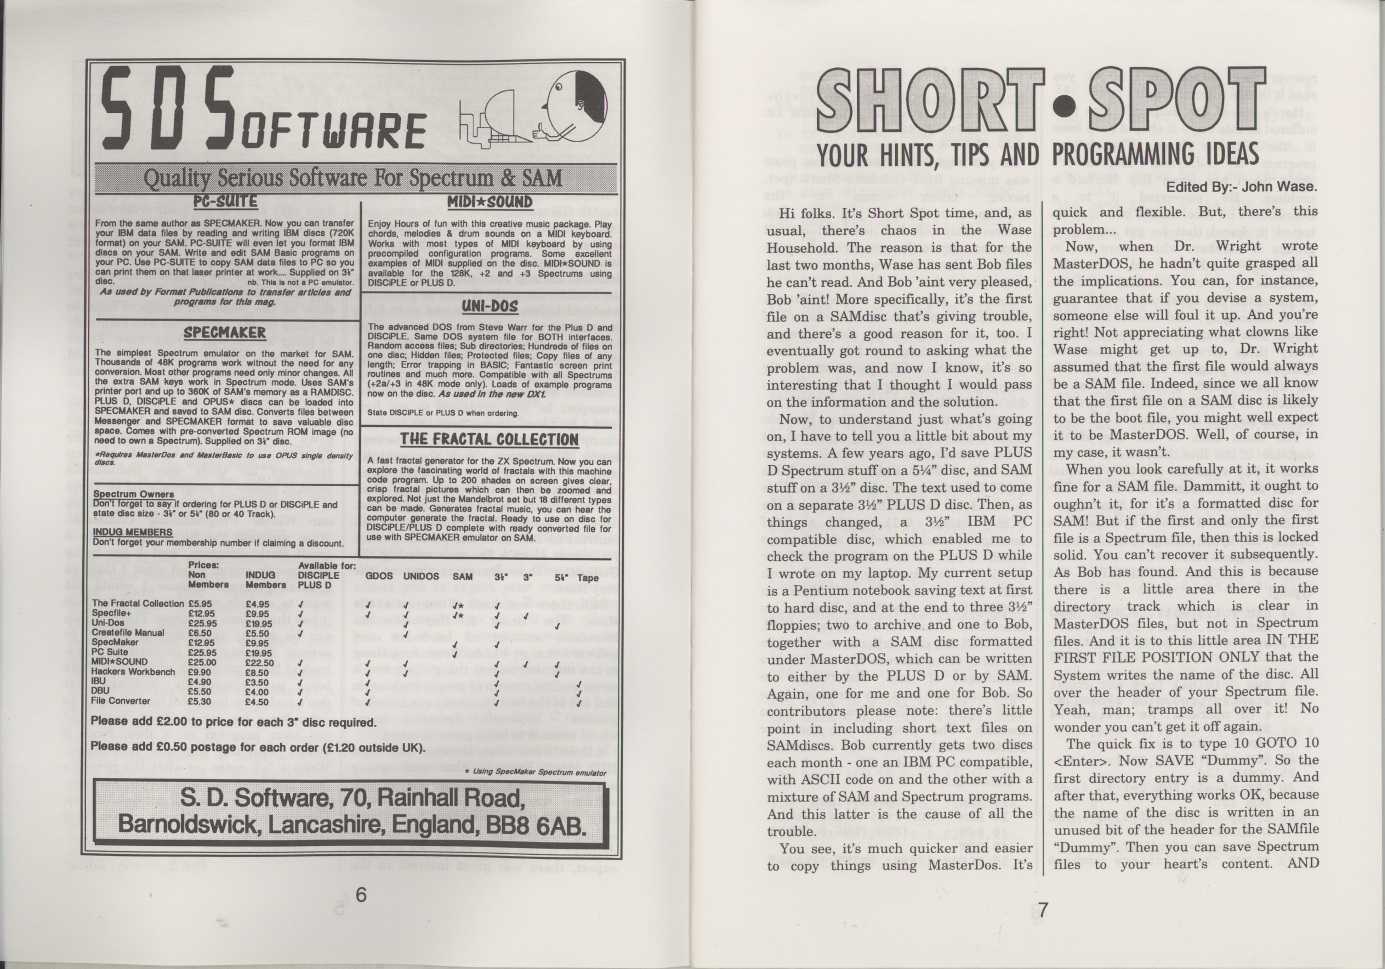 SDSOFTWARE
Quality Serious Software For Spectrum & SAM
PC-SUITE
From the same author as SPECMAKER. Now you can transfer
your IBM data files by reading and writing IBM discs (720K
format) on your SAM. PC-SUITE will even let you format IBM
discs on your SAM. Write and edit SAM Basic programs on
your PC. Use PC-SUITE to copy SAM data files to PC so you
can print them on that laser printer at work.... Supplied on 3½"
disc. nb. This is not a PC emulator.
As used by Format Publications to transfer articles and
programs for this mag.
SPECMAKER
The simplest Spectrum emulator on the market for SAM.
Thousands of 48K programs work without the need for any
conversion. Most other programs need only minor changes. All
the extra SAM keys work in Spectrum mode. Uses SAM's
printer port and up to 360K of SAM's memory as a RAMDISC.
PLUS D, DISCiPLE and OPUS* discs can be loaded into
SPECMAKER and saved to SAM disc. Converts files between
Messenger and SPECMAKER format to save valuable disc
space. Comes with pre-converted Spectrum ROM image (no
need to own a Spectrum). Supplied on 3½" disc.
*Requires MasterDos and MasterBasic to use OPUS single density
discs.
Spectrum Owners
Don't forget to say if ordering for PLUS D or DISCiPLE and
state disc size - 3½" or 5¼" (80 or 40 Track).
INDUG MEMBERS
Don't forget your membership number if claiming a discount.
MIDI★SOUND
Enjoy Hours of fun with this creative music package. Play
chords, melodies & drum sounds on a MIDI keyboard.
Works with most types of MIDI keyboard by using
precompiled configuration programs. Some excellent
examples of MIDI supplied on the disc. MIDI★SOUND is
available for the 128K, +2 and +3 Spectrums using
DISCiPLE or PLUS D.
UNI-DOS
The advanced DOS from Steve Warr for the Plus D and
DISCiPLE. Same DOS system file for BOTH interfaces.
Random access files; Sub directories; Hundreds of files on
one disc; Hidden files; Protected files; Copy files of any
length; Error trapping in BASIC; Fantastic screen print
routines and much more. Compatible with all Spectrums
(+2a/+3 in 48K mode only). Loads of example programs
now on the disc. As used in the new DX1.
State DISCiPLE or PLUS D when ordering.
THE FRACTAL COLLECTION
A fast fractal generator for the ZX Spectrum. Now you can
explore the fascinating world of fractals with this machine
code program. Up to 200 shades on screen gives clear,
crisp fractal pictures which can then be zoomed and
explored. Not just the Mandelbrot set but 18 different types
can be made. Generates fractal music, you can hear the
computer generate the fractal. Ready to use on disc for
DISCiPLE/PLUS D complete with ready converted file for
use with SPECMAKER emulator on SAM.
Prices: Available for:
Non INDUG DISCiPLE GDOS UNIDOS SAM 3½" 3" 5¼" Tape
Members Members PLUS D
The Fractal Collection £5.95 £4.95 √ √ √ √* √
Specfile+ £12.95 £9.95 √ √ √ √* √ √
Uni-Dos £25.95 £19.95 √ √ √ √
Createfile Manual £6.50 £5.50 √ √
SpecMaker £12.95 £9.95 √ √
PC Suite £25.95 £19.95 √ √
MIDI★SOUND £25.00 £22.50 √ √ √ √ √ √
Hackers Workbench £9.90 £8.50 √ √ √ √ √
IBU £4.90 £3.50 √ √ √ √
DBU £5.50 £4.00 √ √ √ √
File Converter £5.30 £4.50 √ √ √ √
Please add £2.00 to price for each 3" disc required.
Please add £0.50 postage for each order (£1.20 outside UK).
* Using SpecMaker Spectrum emulator
S. D. Software, 70, Rainhall Road,
Barnoldswick, Lancashire, England, BB8 6AB.
6
SHORT•SPOT
YOUR HINTS, TIPS AND PROGRAMMING IDEAS
Edited By:- John Wase.
Hi folks. It's Short Spot time, and, as
usual, there's chaos in the Wase
Household. The reason is that for the
last two months, Wase has sent Bob files
he can't read. And Bob 'aint very pleased,
Bob 'aint! More specifically, it's the first
file on a SAMdisc that's giving trouble,
and there's a good reason for it, too. I
eventually got round to asking what the
problem was, and now I know, it's so
interesting that I thought I would pass
on the information and the solution.
Now, to understand just what's going
on, I have to tell you a little bit about my
systems. A few years ago, I'd save PLUS
D Spectrum stuff on a 5¼" disc, and SAM
stuff on a 3½" disc. The text used to come
on a separate 3½" PLUS D disc. Then, as
things changed, a 3½" IBM PC
compatible disc, which enabled me to
check the program on the PLUS D while
I wrote on my laptop. My current setup
is a Pentium notebook saving text at first
to hard disc, and at the end to three 3½"
floppies; two to archive and one to Bob,
together with a SAM disc formatted
under MasterDOS, which can be written
to either by the PLUS D or by SAM.
Again, one for me and one for Bob. So
contributors please note: there's little
point in including short text files on
SAMdiscs. Bob currently gets two discs
each month - one an IBM PC compatible,
with ASCII code on and the other with a
mixture of SAM and Spectrum programs.
And this latter is the cause of all the
trouble.
You see, it's much quicker and easier
to copy things using MasterDos. It's
quick and flexible. But, there's this
problem...
Now, when Dr. Wright wrote
MasterDOS, he hadn't quite grasped all
the implications. You can, for instance,
guarantee that if you devise a system,
someone else will foul it up. And you're
right! Not appreciating what clowns like
Wase might get up to, Dr. Wright
assumed that the first file would always
be a SAM file. Indeed, since we all know
that the first file on a SAM disc is likely
to be the boot file, you might well expect
it to be MasterDOS. Well, of course, in
my case, it wasn't.
When you look carefully at it, it works
fine for a SAM file. Dammitt, it ought to
oughn't it, for it's a formatted disc for
SAM! But if the first and only the first
file is a Spectrum file, then this is locked
solid. You can't recover it subsequently.
As Bob has found. And this is because
there is a little area there in the
directory track which is clear in
MasterDOS files, but not in Spectrum
files. And it is to this little area IN THE
FIRST FILE POSITION ONLY that the
System writes the name of the disc. All
over the header of your Spectrum file.
Yeah, man; tramps all over it! No
wonder you can't get it off again.
The quick fix is to type 10 GOTO 10
<Enter>. Now SAVE "Dummy". So the
first directory entry is a dummy. And
after that, everything works OK, because
the name of the disc is written in an
unused bit of the header for the SAMfile
"Dummy". Then you can save Spectrum
files to your heart's content. AND
7